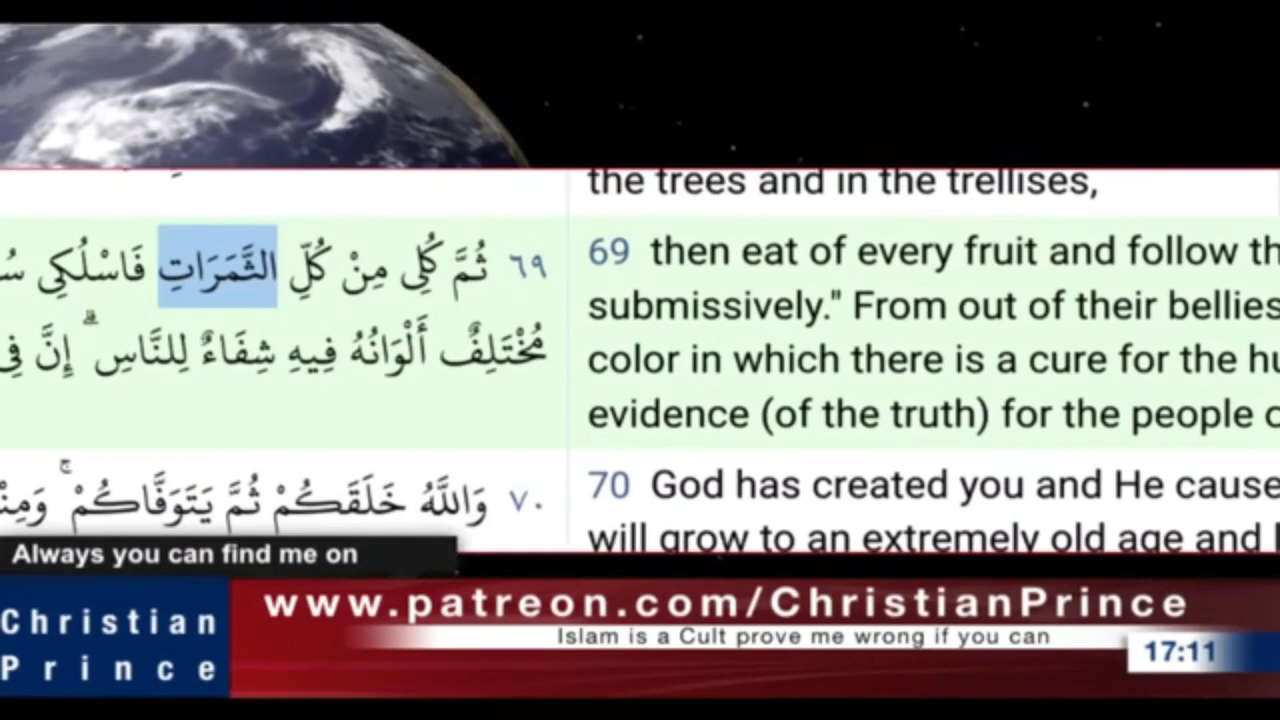 the trees and in the trellises,
٦٩ ثُمَّ كُلِي مِنْ كُلِّ الثَّمَرَاتِ فَاسْلُكِي
مُخْتَلِفٌ أَلْوَانُهُ فِيهِ شِفَاءٌ لِلنَّاسِ ۗ إِنَّ فِي
69 then eat of every fruit and follow th
submissively." From out of their bellies
color in which there is a cure for the hu
evidence (of the truth) for the people
٧٠ وَاللَّهُ خَلَقَكُمْ ثُمَّ يَتَوَفَّاكُمْ ۚ
70 God has created you and He cause
will grow to an extremely old age and
Always you can find me on
Christian
Prince
www.patreon.com/ChristianPrince
Islam is a Cult prove me wrong if you can
17:11